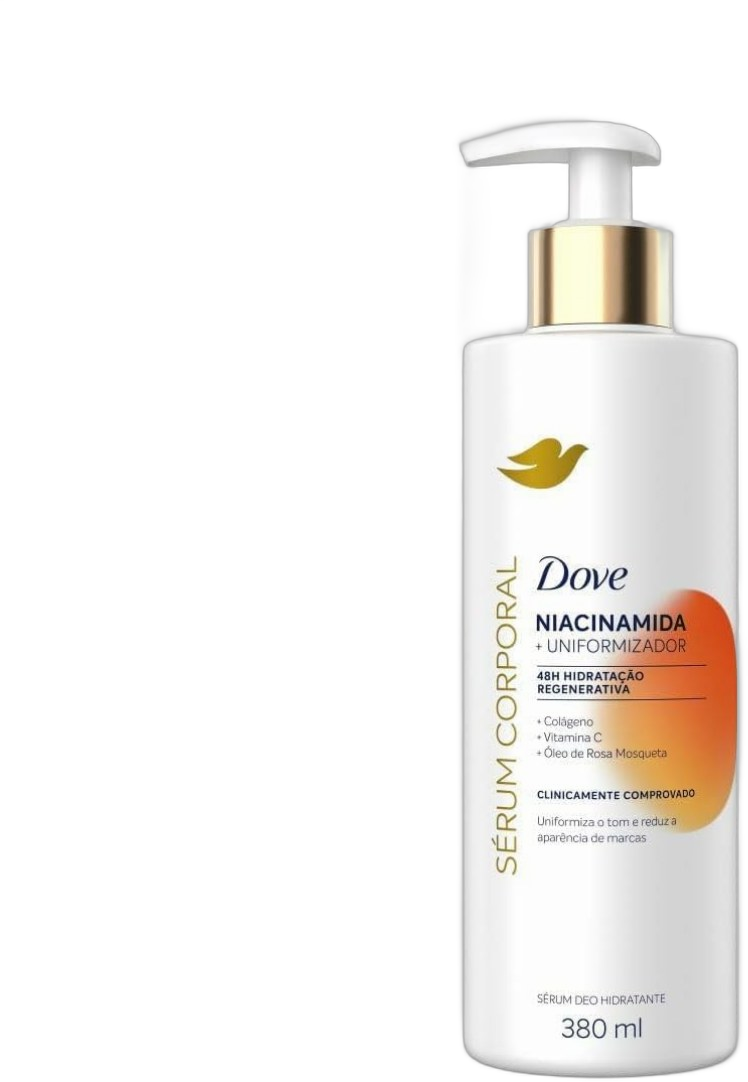 SÉRUM CORPORAL
Dove
NIACINAMIDA
+ UNIFORMIZADOR
48H HIDRATAÇÃO
REGENERATIVA
+ Colágeno
+ Vitamina C
+ Óleo de Rosa Mosqueta
CLINICAMENTE COMPROVADO
Uniformiza o tom e reduz a
aparência de marcas
SÉRUM DEO HIDRATANTE
380 ml